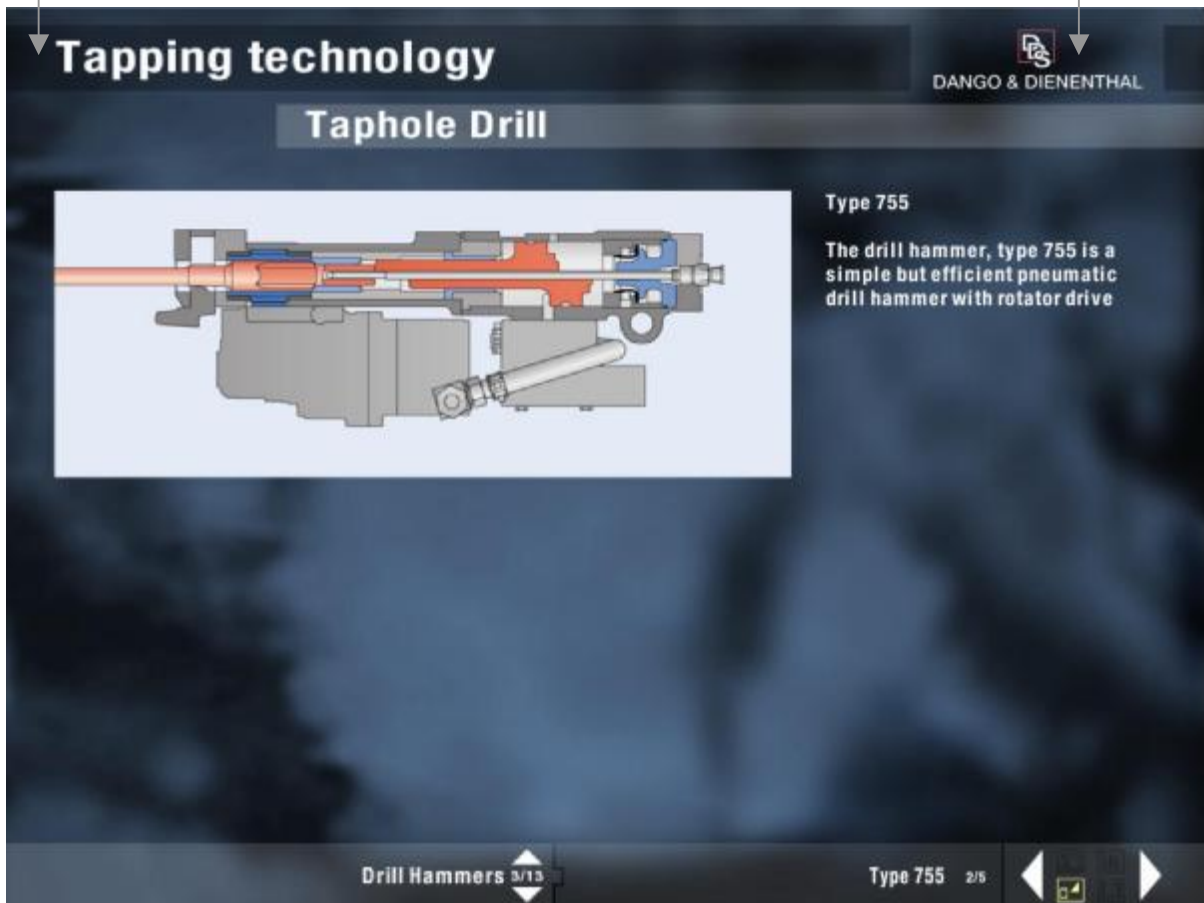 Tapping technology
DDS
DANGO & DIENENTHAL
Taphole Drill
Type 755
The drill hammer, type 755 is a
simple but efficient pneumatic
drill hammer with rotator drive
Drill Hammers 3/13
Type 755 2/5